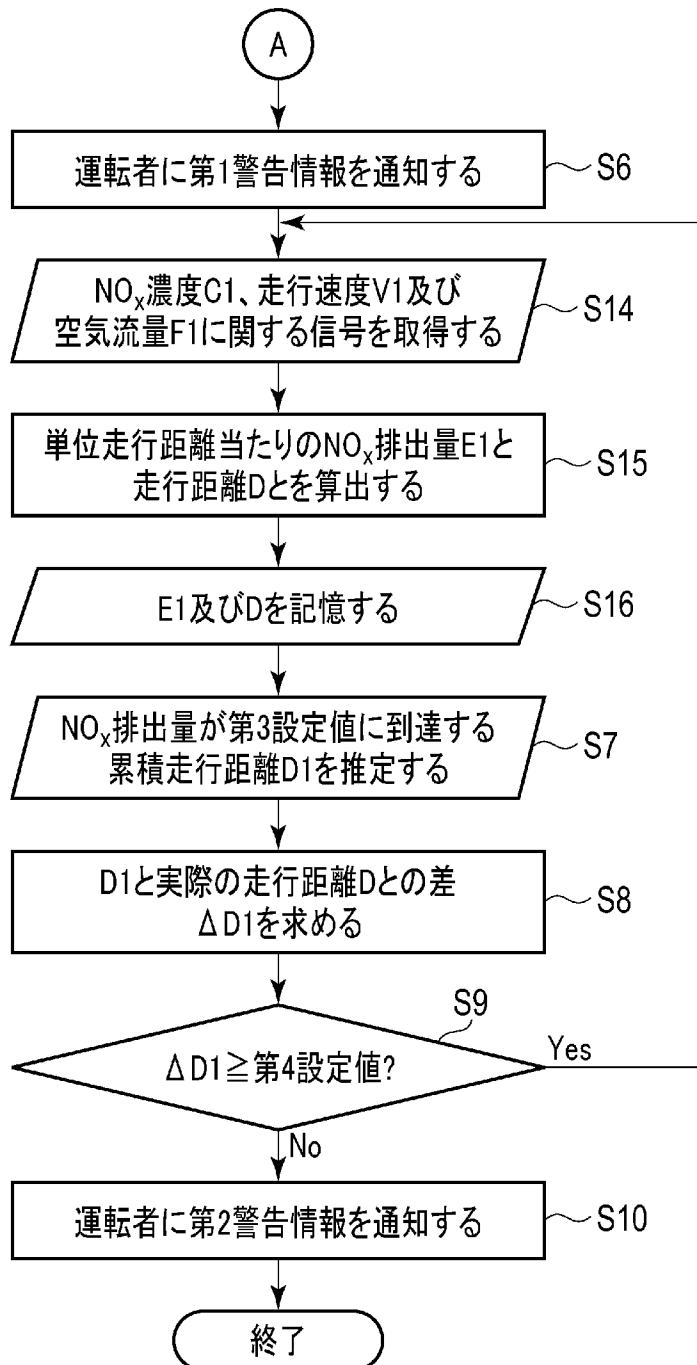 A
運転者に第1警告情報を通知する
S6
NOx濃度C1、走行速度V1及び
空気流量F1に関する信号を取得する
S14
単位走行距離当たりのNOx排出量E1と
走行距離Dとを算出する
S15
E1及びDを記憶する
S16
NOx排出量が第3設定値に到達する
累積走行距離D1を推定する
S7
D1と実際の走行距離Dとの差
ΔD1を求める
S8
S9
ΔD1≧第4設定値?
Yes
No
運転者に第2警告情報を通知する
S10
終了